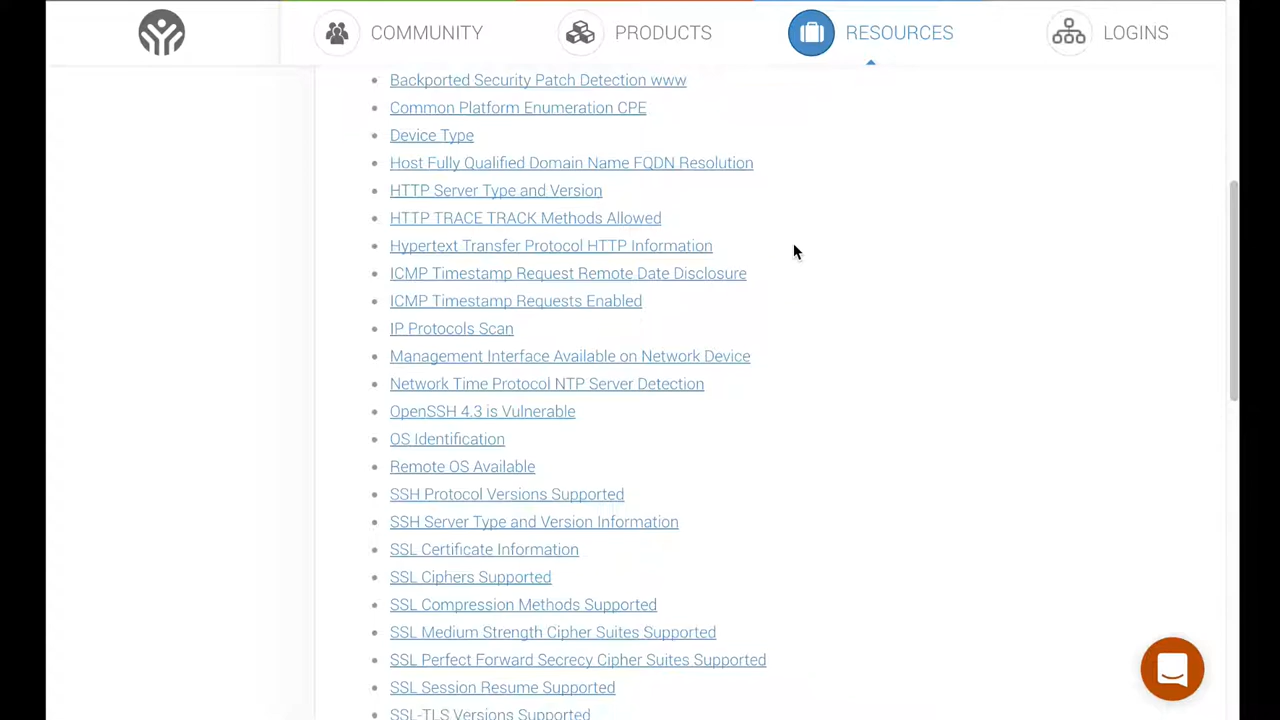 COMMUNITY
PRODUCTS
RESOURCES
LOGINS
Backported Security Patch Detection www
Common Platform Enumeration CPE
Device Type
Host Fully Qualified Domain Name FQDN Resolution
HTTP Server Type and Version
HTTP TRACE TRACK Methods Allowed
Hypertext Transfer Protocol HTTP Information
ICMP Timestamp Request Remote Date Disclosure
ICMP Timestamp Requests Enabled
IP Protocols Scan
Management Interface Available on Network Device
Network Time Protocol NTP Server Detection
OpenSSH 4.3 is Vulnerable
OS Identification
Remote OS Available
SSH Protocol Versions Supported
SSH Server Type and Version Information
SSL Certificate Information
SSL Ciphers Supported
SSL Compression Methods Supported
SSL Medium Strength Cipher Suites Supported
SSL Perfect Forward Secrecy Cipher Suites Supported
SSL Session Resume Supported
SSL-TLS Versions Supported